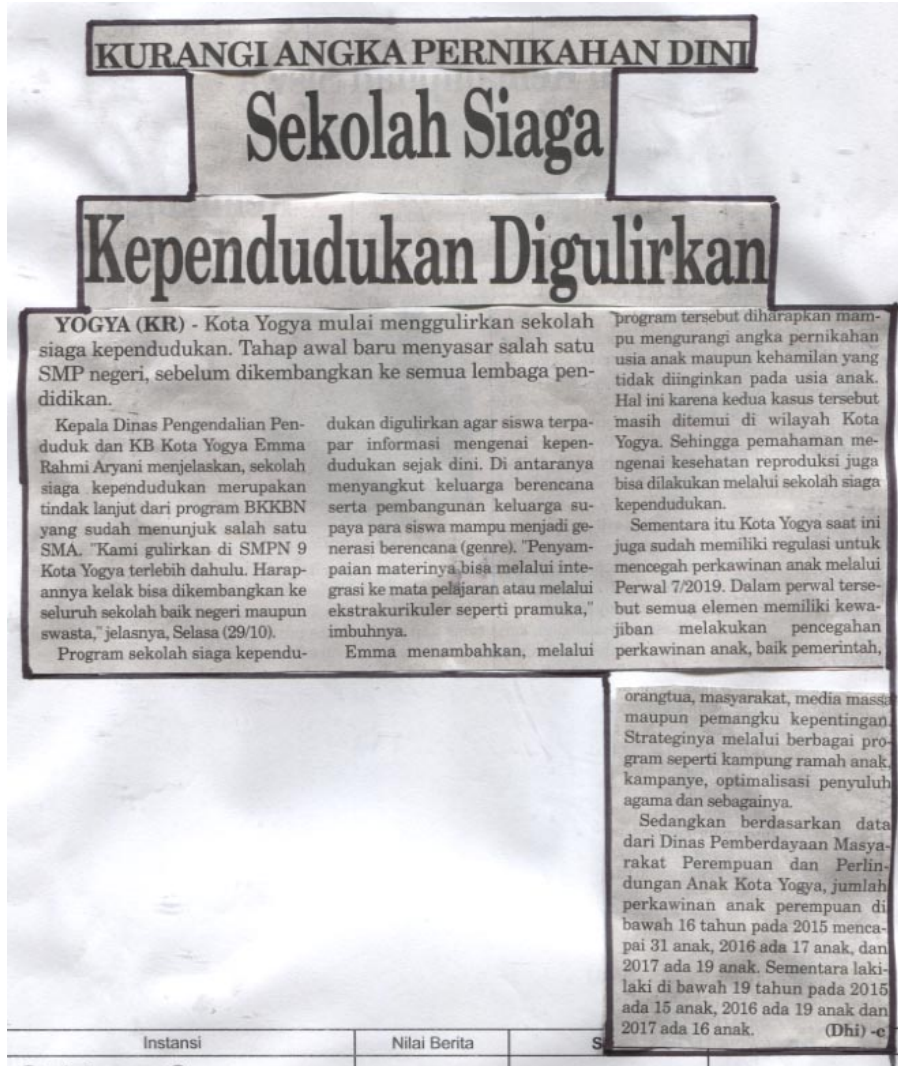 KURANGI ANGKA PERNIKAHAN DINI
Sekolah Siaga
Kependudukan Digulirkan
YOGYA (KR) - Kota Yogya mulai menggulirkan sekolah
siaga kependudukan. Tahap awal baru menyasar salah satu
SMP negeri, sebelum dikembangkan ke semua lembaga pen-
didikan.
Kepala Dinas Pengendalian Pen-
duduk dan KB Kota Yogya Emma
Rahmi Aryani menjelaskan, sekolah
siaga kependudukan merupakan
tindak lanjut dari program BKKBN
yang sudah menunjuk salah satu
SMA. "Kami gulirkan di SMPN 9
Kota Yogya terlebih dahulu. Harap-
annya kelak bisa dikembangkan ke
seluruh sekolah baik negeri maupun
swasta," jelasnya, Selasa (29/10).
Program sekolah siaga kependu-
dukan digulirkan agar siswa terpa-
par informasi mengenai kepen-
dudukan sejak dini. Di antaranya
menyangkut keluarga berencana
serta pembangunan keluarga su-
paya para siswa mampu menjadi ge-
nerasi berencana (genre). "Penyam-
paian materinya bisa melalui inte-
grasi ke mata pelajaran atau melalui
ekstrakurikuler seperti pramuka,"
imbuhnya.
Emma menambahkan, melalui
program tersebut diharapkan mam-
pu mengurangi angka pernikahan
usia anak maupun kehamilan yang
tidak diinginkan pada usia anak.
Hal ini karena kedua kasus tersebut
masih ditemui di wilayah Kota
Yogya. Sehingga pemahaman me-
ngenai kesehatan reproduksi juga
bisa dilakukan melalui sekolah siaga
kependudukan.
Sementara itu Kota Yogya saat ini
juga sudah memiliki regulasi untuk
mencegah perkawinan anak melalui
Perwal 7/2019. Dalam perwal terse-
but semua elemen memiliki kewa-
jiban melakukan pencegahan
perkawinan anak, baik pemerintah,
orangtua, masyarakat, media massa
maupun pemangku kepentingan.
Strateginya melalui berbagai pro-
gram seperti kampung ramah anak,
kampanye, optimalisasi penyuluh
agama dan sebagainya.
Sedangkan berdasarkan data
dari Dinas Pemberdayaan Masya-
rakat Perempuan dan Perlin-
dungan Anak Kota Yogya, jumlah
perkawinan anak perempuan di
bawah 16 tahun pada 2015 menca-
pai 31 anak, 2016 ada 17 anak, dan
2017 ada 19 anak. Sementara laki-
laki di bawah 19 tahun pada 2015
ada 15 anak, 2016 ada 19 anak dan
2017 ada 16 anak. (Dhi) -e
Instansi Nilai Berita S